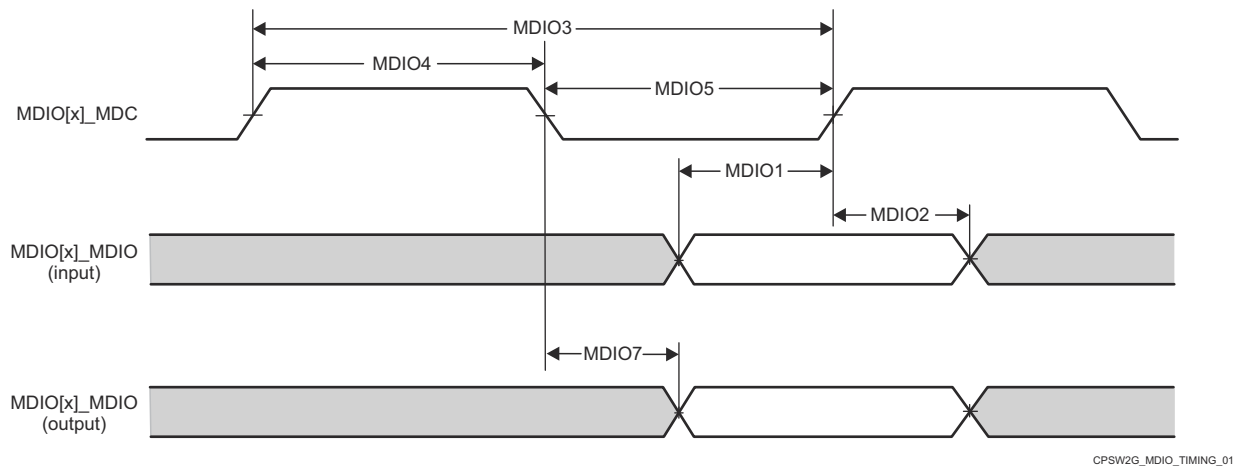 MDIO3
MDIO4
MDIO5
MDIO[x]_MDC
MDIO1
MDIO2
MDIO[x]_MDIO
(input)
MDIO7
MDIO[x]_MDIO
(output)
CPSW2G_MDIO_TIMING_01